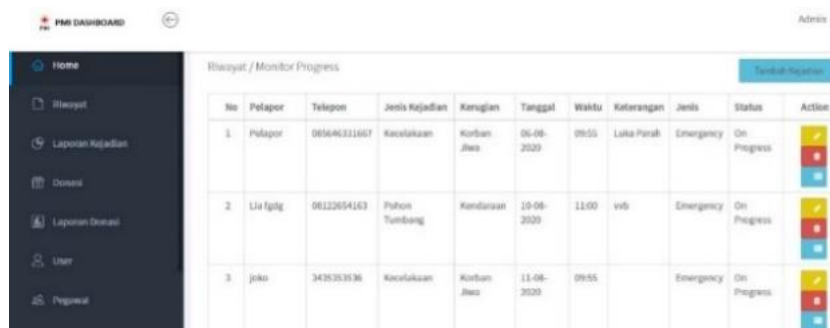 PMI DASHBOARD
Admin
Home
Riwayat
Laporan Kejadian
Donasi
Laporan Donasi
User
Pegawai
Riwayat / Monitor Progress
Tambah Kejadian
No Pelapor Telepon Jenis Kejadian Kerugian Tanggal Waktu Keterangan Jenis Status Action
1 Pelapor 085646331667 Kecelakaan Korban 06-08- 09:55 Luka Parah Emergency On
Jiwa 2020 Progress
2 Lia fgdg 08122654163 Pohon Kendaraan 10-08- 11:00 vvb Emergency On
Tumbang 2020 Progress
3 joko 3435353536 Kecelakaan Korban 11-08- 09:55 Emergency On
Jiwa 2020 Progress